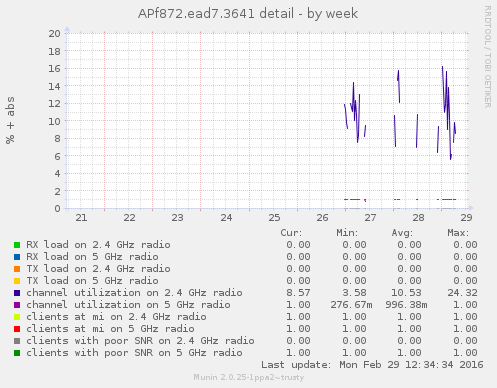 APf872.ead7.3641 detail - by week
RRDTOOL / TOBI OETIKER
% + abs
20
18
16
14
12
10
8
6
4
2
0
21 22 23 24 25 26 27 28 29
Cur: Min: Avg: Max:
RX load on 2.4 GHz radio 0.00 0.00 0.00 0.00
RX load on 5 GHz radio 0.00 0.00 0.00 0.00
TX load on 2.4 GHz radio 0.00 0.00 0.00 0.00
TX load on 5 GHz radio 0.00 0.00 0.00 0.00
channel utilization on 2.4 GHz radio 8.57 3.58 10.53 24.32
channel utilization on 5 GHz radio 1.00 276.67m 996.38m 1.00
clients at mi on 2.4 GHz radio 1.00 1.00 1.00 1.00
clients at mi on 5 GHz radio 1.00 1.00 1.00 1.00
clients with poor SNR on 2.4 GHz radio 0.00 0.00 0.00 0.00
clients with poor SNR on 5 GHz radio 1.00 1.00 1.00 1.00
Last update: Mon Feb 29 12:34:34 2016
Munin 2.0.25-1ppa2~trusty